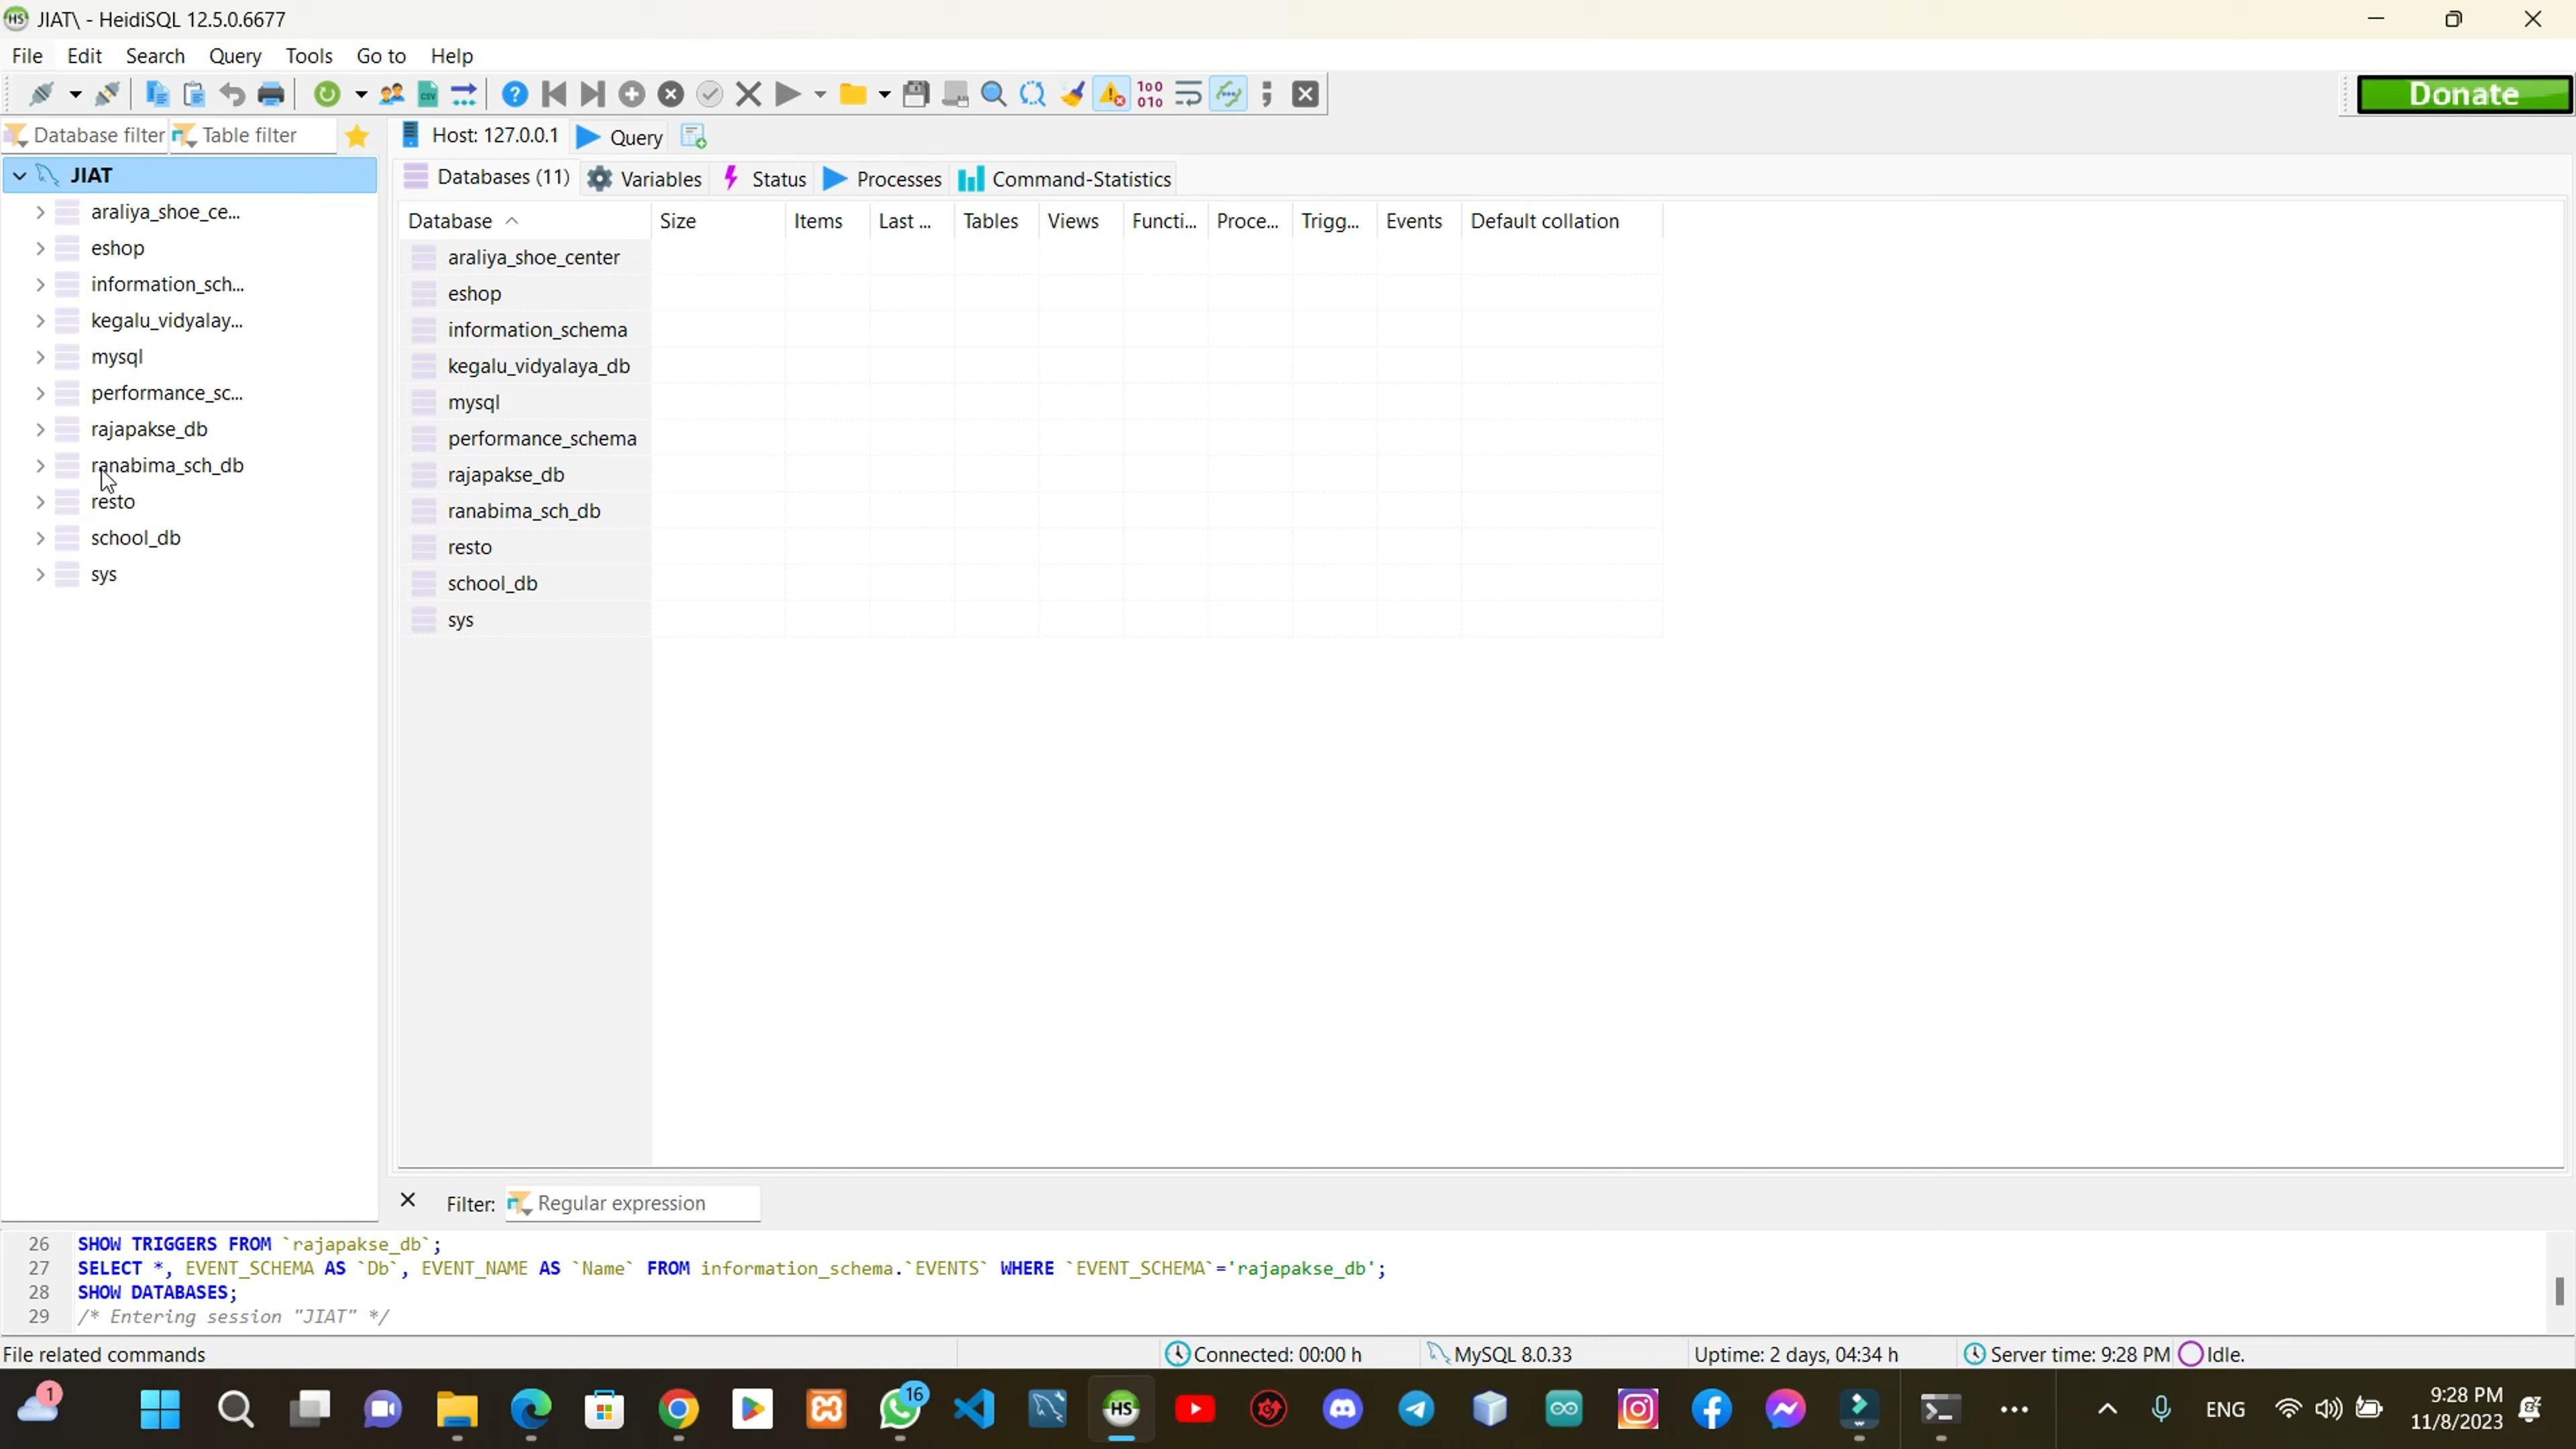 JIAT\ - HeidiSQL 12.5.0.6677
File Edit Search Query Tools Go to Help
Donate
Database filter Table filter Host: 127.0.0.1 Query
JIAT
Databases (11) Variables Status Processes Command-Statistics
araliya_shoe_ce...
eshop
information_sch...
kegalu_vidyalay...
mysql
performance_sc...
rajapakse_db
ranabima_sch_db
resto
school_db
sys
Database Size Items Last ... Tables Views Functi... Proce... Trigg... Events Default collation
araliya_shoe_center
eshop
information_schema
kegalu_vidyalaya_db
mysql
performance_schema
rajapakse_db
ranabima_sch_db
resto
school_db
sys
Filter: Regular expression
26 SHOW TRIGGERS FROM `rajapakse_db`;
27 SELECT *, EVENT_SCHEMA AS `Db`, EVENT_NAME AS `Name` FROM information_schema.`EVENTS` WHERE `EVENT_SCHEMA`='rajapakse_db';
28 SHOW DATABASES;
29 /* Entering session "JIAT" */
File related commands Connected: 00:00 h MySQL 8.0.33 Uptime: 2 days, 04:34 h Server time: 9:28 PM Idle.
1 16 HS ENG 9:28 PM
11/8/2023